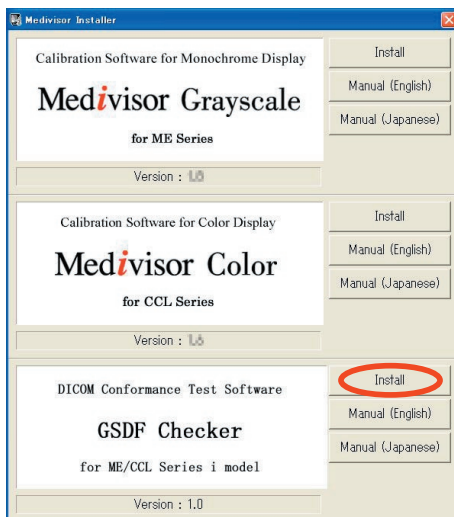 Medivisor Installer
Calibration Software for Monochrome Display
Medivisor Grayscale
for ME Series
Version :
Install
Manual (English)
Manual (Japanese)
Calibration Software for Color Display
Medivisor Color
for CCL Series
Version :
Install
Manual (English)
Manual (Japanese)
DICOM Conformance Test Software
GSDF Checker
for ME/CCL Series i model
Version : 1.0
Install
Manual (English)
Manual (Japanese)